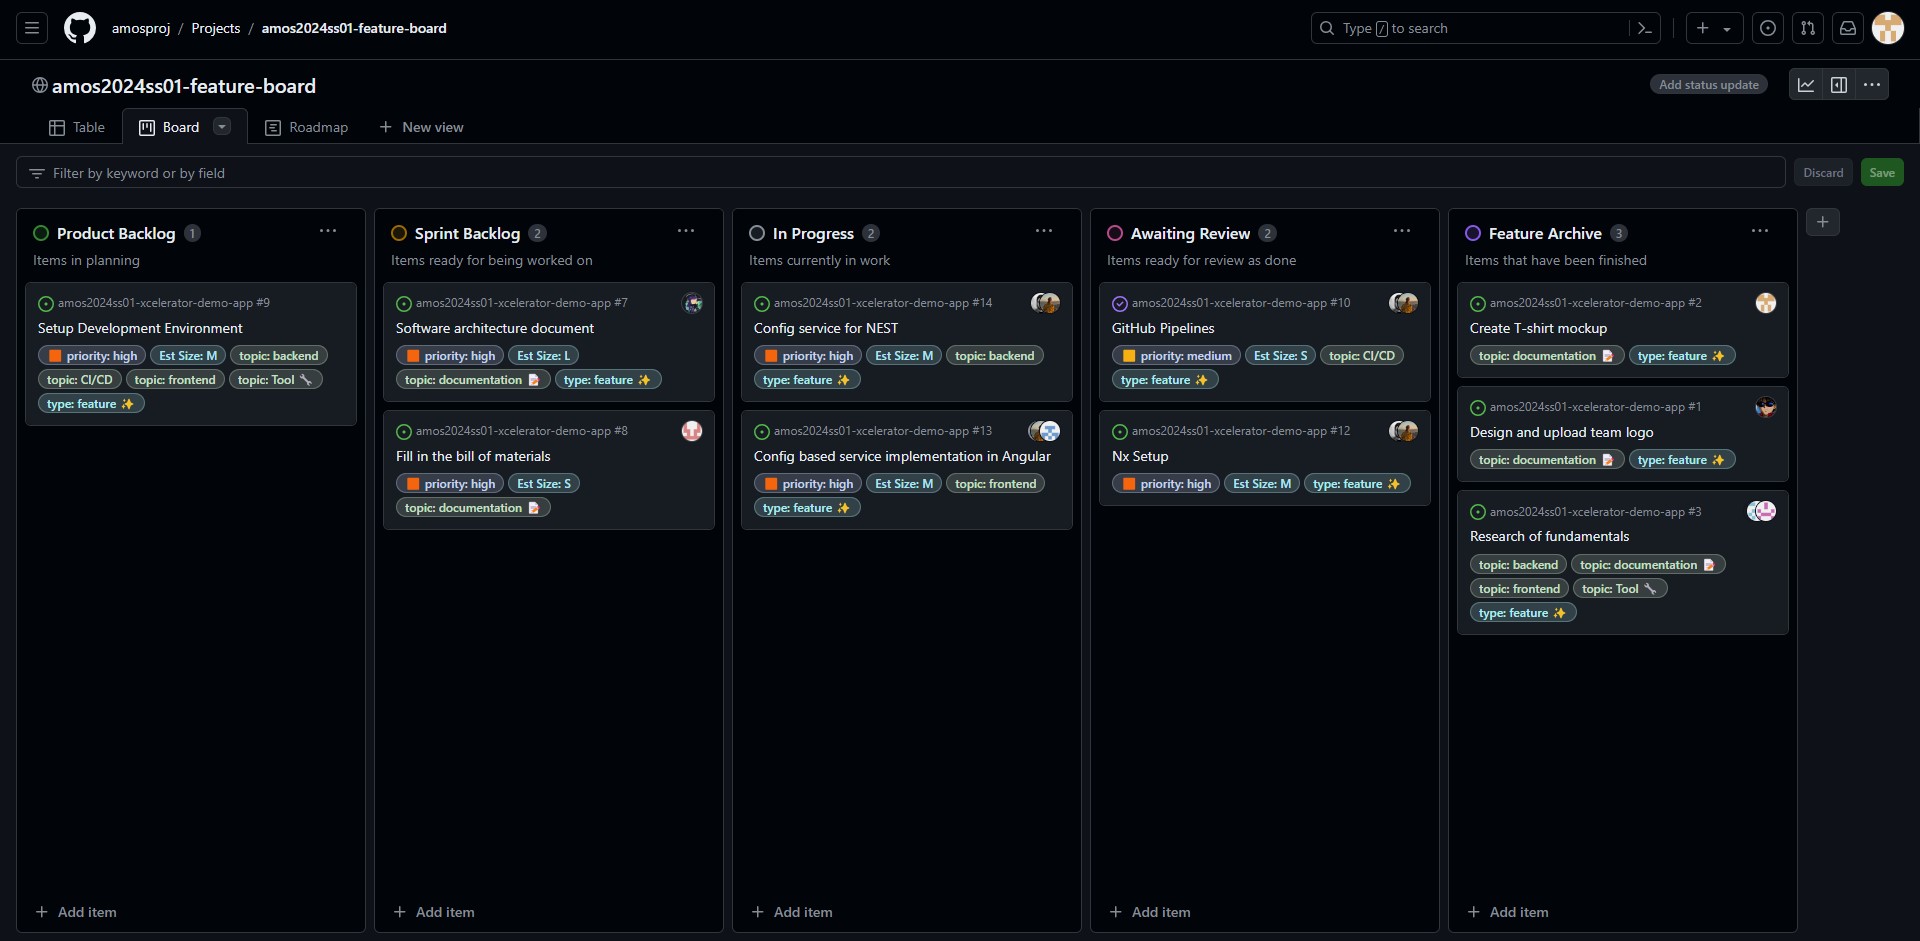 amosproj / Projects / amos2024ss01-feature-board
Type / to search
amos2024ss01-feature-board
Add status update
Table
Board
Roadmap
+ New view
Filter by keyword or by field
Discard
Save
Product Backlog 1
Items in planning
amos2024ss01-xcelerator-demo-app #9
Setup Development Environment
priority: high Est Size: M topic: backend
topic: CI/CD topic: frontend topic: Tool 🔧
type: feature ✨
+ Add item
Sprint Backlog 2
Items ready for being worked on
amos2024ss01-xcelerator-demo-app #7
Software architecture document
priority: high Est Size: L
topic: documentation 📝 type: feature ✨
amos2024ss01-xcelerator-demo-app #8
Fill in the bill of materials
priority: high Est Size: S
topic: documentation 📝
+ Add item
In Progress 2
Items currently in work
amos2024ss01-xcelerator-demo-app #14
Config service for NEST
priority: high Est Size: M topic: backend
type: feature ✨
amos2024ss01-xcelerator-demo-app #13
Config based service implementation in Angular
priority: high Est Size: M topic: frontend
type: feature ✨
+ Add item
Awaiting Review 2
Items ready for review as done
amos2024ss01-xcelerator-demo-app #10
GitHub Pipelines
priority: medium Est Size: S topic: CI/CD
type: feature ✨
amos2024ss01-xcelerator-demo-app #12
Nx Setup
priority: high Est Size: M type: feature ✨
+ Add item
Feature Archive 3
Items that have been finished
amos2024ss01-xcelerator-demo-app #2
Create T-shirt mockup
topic: documentation 📝 type: feature ✨
amos2024ss01-xcelerator-demo-app #1
Design and upload team logo
topic: documentation 📝 type: feature ✨
amos2024ss01-xcelerator-demo-app #3
Research of fundamentals
topic: backend topic: documentation 📝
topic: frontend topic: Tool 🔧
type: feature ✨
+ Add item